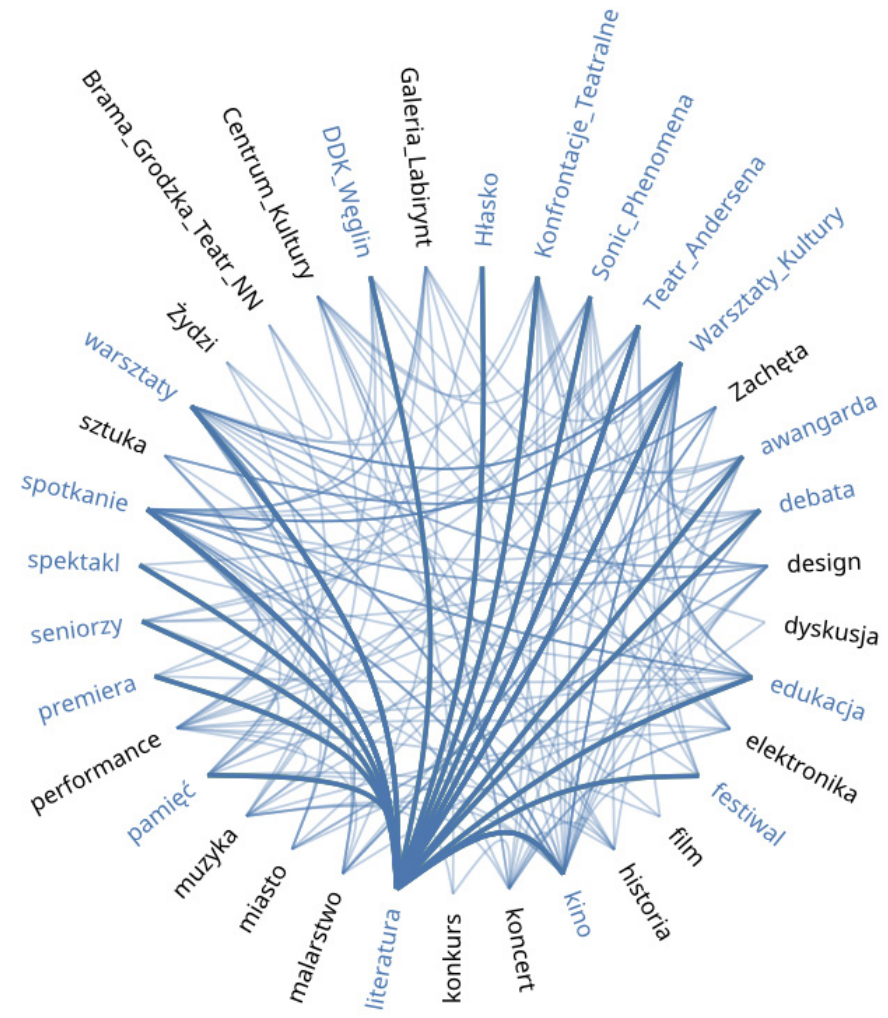 Brama_Grodzka_Teatr_NN
Centrum_Kultury
DDK_Węglin
Galeria_Labirynt
Hłasko
Konfrontacje_Teatralne
Sonic_Phenomena
Teatr_Andersena
Warsztaty_Kultury
Zachęta
awangarda
debata
design
dyskusja
edukacja
elektronika
festiwal
film
historia
kino
koncert
konkurs
literatura
malarstwo
miasto
muzyka
pamięć
performance
premiera
seniorzy
spektakl
spotkanie
sztuka
warsztaty
Żydzi